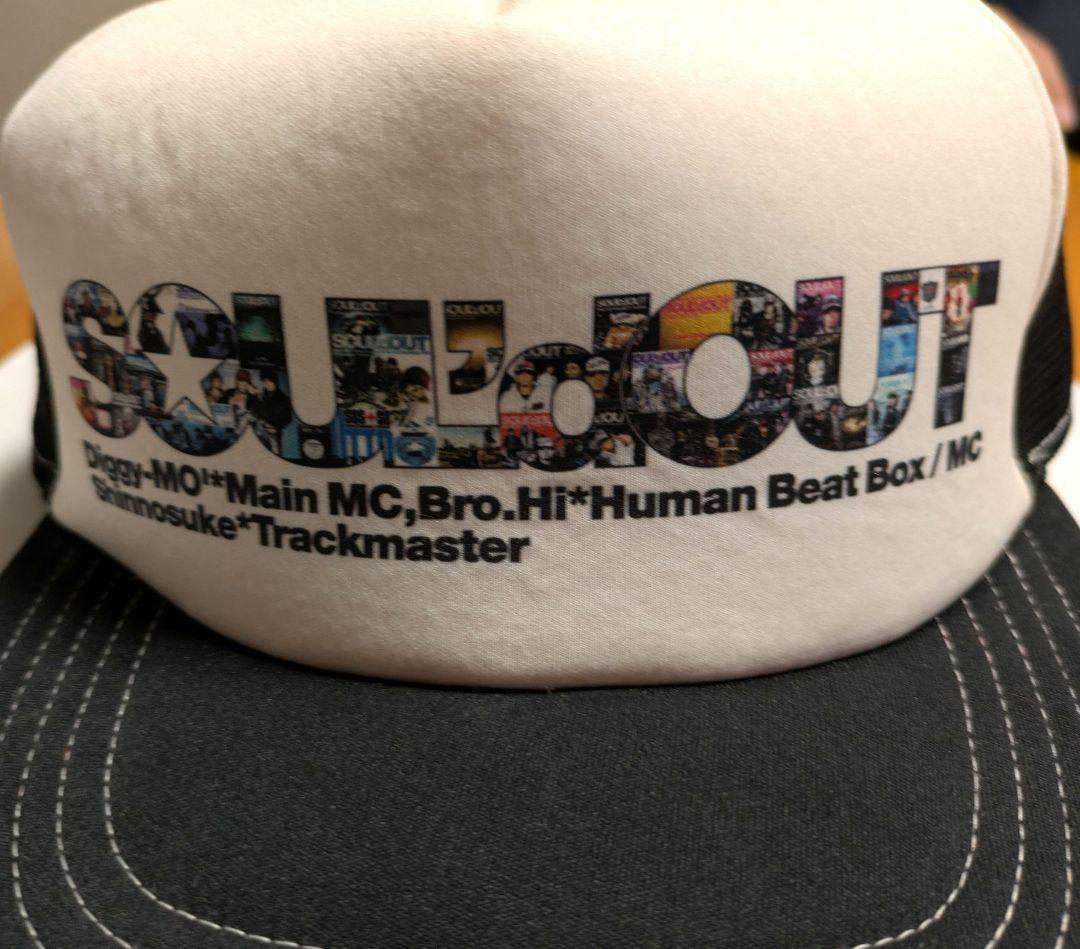 SOUL'd OUT
Diggy-MO'*Main MC,Bro.Hi*Human Beat Box / MC
Shinnosuke*Trackmaster